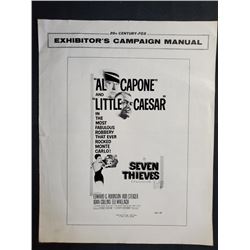 20th CENTURY-FOX
EXHIBITOR'S CAMPAIGN MANUAL
"AL CAPONE"
AND
"LITTLE CAESAR"
IN
THE
MOST
FABULOUS
ROBBERY
THAT EVER
ROCKED
MONTE
CARLO!
SEVEN
THIEVES
EDWARD G. ROBINSON · ROD STEIGER
JOAN COLLINS · ELI WALLACH